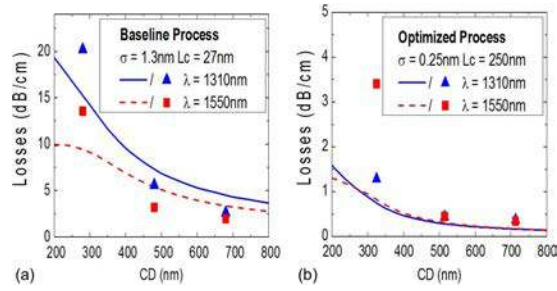 Baseline Process
σ = 1.3nm Lc = 27nm
/ λ = 1310nm
/ λ = 1550nm
Losses (dB/cm)
20
15
10
5
0
200 300 400 500 600 700 800
(a) CD (nm)
Optimized Process
σ = 0.25nm Lc = 250nm
/ λ = 1310nm
/ λ = 1550nm
Losses (dB/cm)
5
4
3
2
1
0
200 300 400 500 600 700 800
(b) CD (nm)